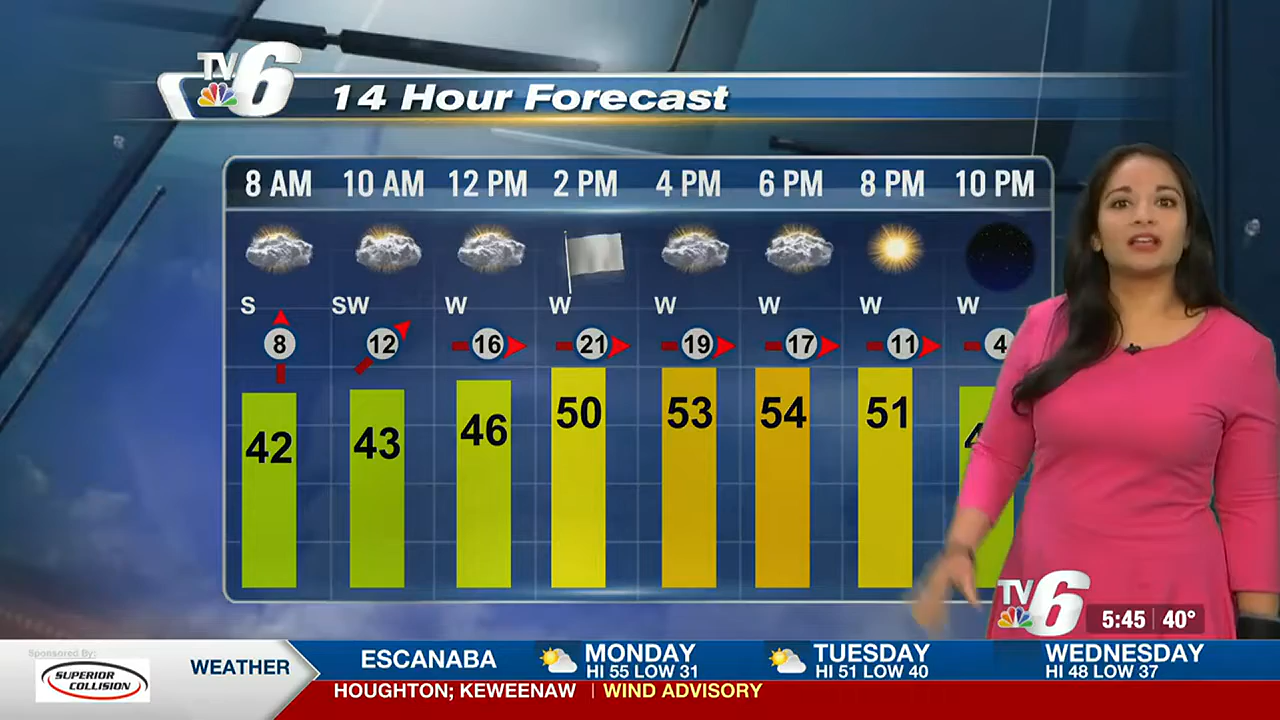 TV6
14 Hour Forecast
8 AM 10 AM 12 PM 2 PM 4 PM 6 PM 8 PM 10 PM
S SW W W W W W W
8 12 16 21 19 17 11 4
42 43 46 50 53 54 51
TV6 5:45 40°
Sponsored By:
SUPERIOR
COLLISION
WEATHER
ESCANABA
MONDAY
HI 55 LOW 31
TUESDAY
HI 51 LOW 40
WEDNESDAY
HI 48 LOW 37
HOUGHTON; KEWEENAW | WIND ADVISORY